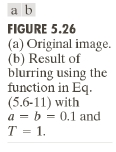 a b
FIGURE 5.26
(a) Original image.
(b) Result of
blurring using the
function in Eq.
(5.6-11) with
a = b = 0.1 and
T = 1.